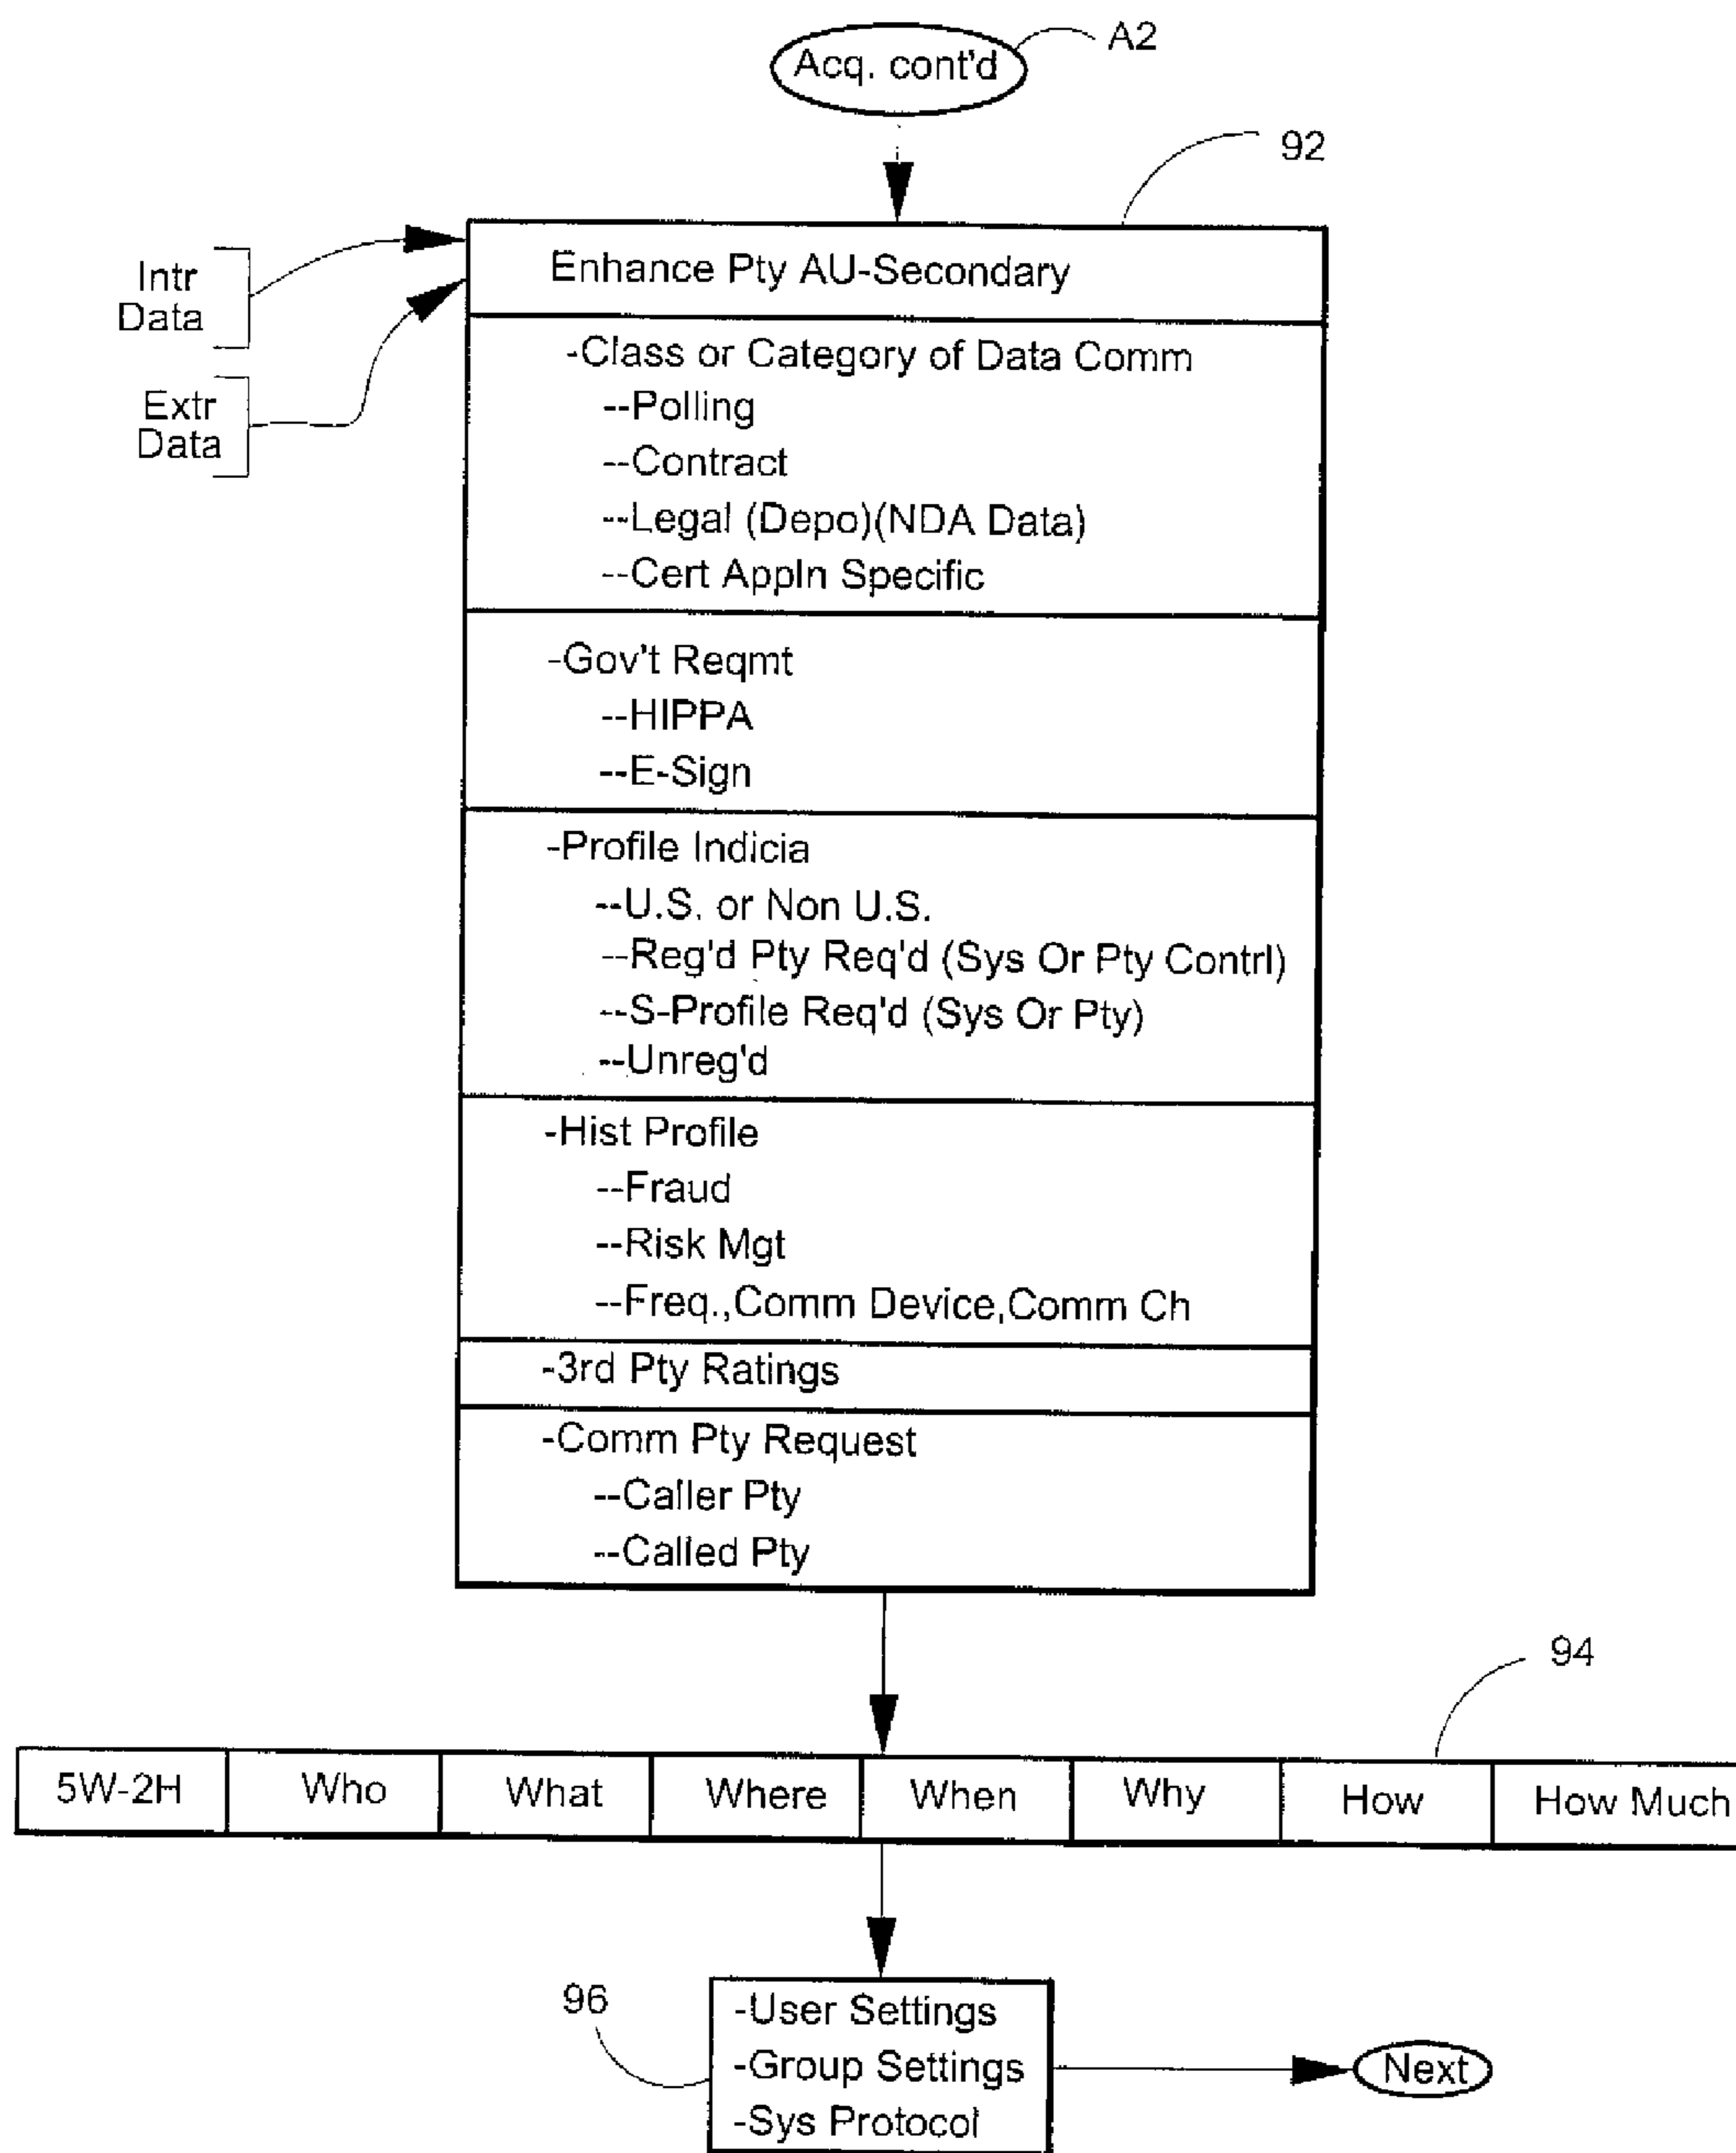 Acq. cont'd
A2
92
Intr
Data
Extr
Data
Enhance Pty AU-Secondary
-Class or Category of Data Comm
--Polling
--Contract
--Legal (Depo)(NDA Data)
--Cert Appln Specific
-Gov't Reqmt
--HIPPA
--E-Sign
-Profile Indicia
--U.S. or Non U.S.
--Reg'd Pty Req'd (Sys Or Pty Contrl)
--S-Profile Req'd (Sys Or Pty)
--Unreg'd
-Hist Profile
--Fraud
--Risk Mgt
--Freq.,Comm Device,Comm Ch
-3rd Pty Ratings
-Comm Pty Request
--Caller Pty
--Called Pty
94
5W-2H Who What Where When Why How How Much
96
-User Settings
-Group Settings
-Sys Protocol
Next